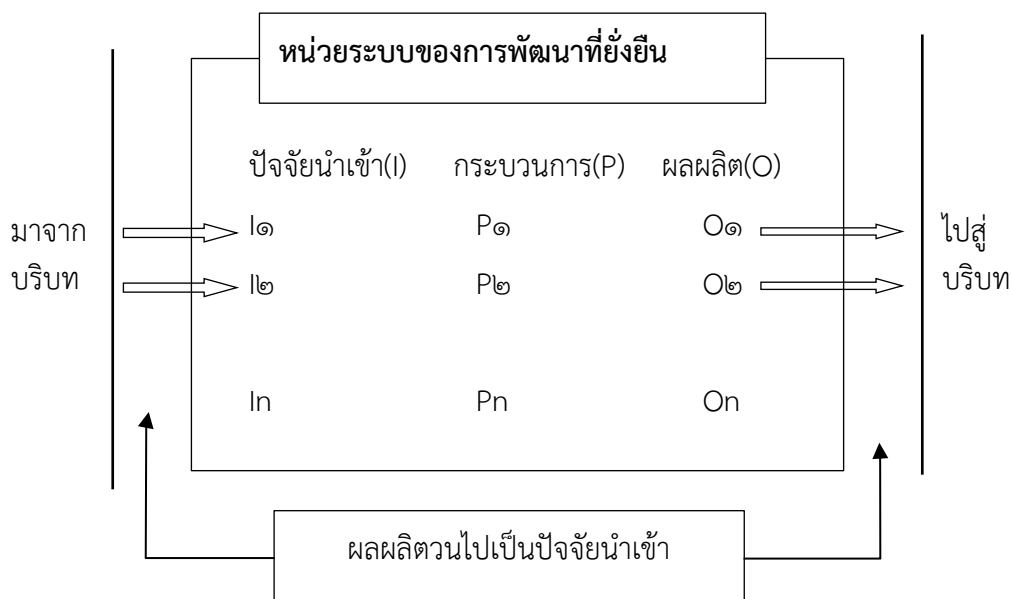 หน่วยระบบของการพัฒนาที่ยั่งยืน
ปัจจัยนำเข้า(I) กระบวนการ(P) ผลผลิต(O)
มาจาก
บริบท
I๑ P๑ O๑
I๒ P๒ O๒
In Pn On
ไปสู่
บริบท
ผลผลิตวนไปเป็นปัจจัยนำเข้า